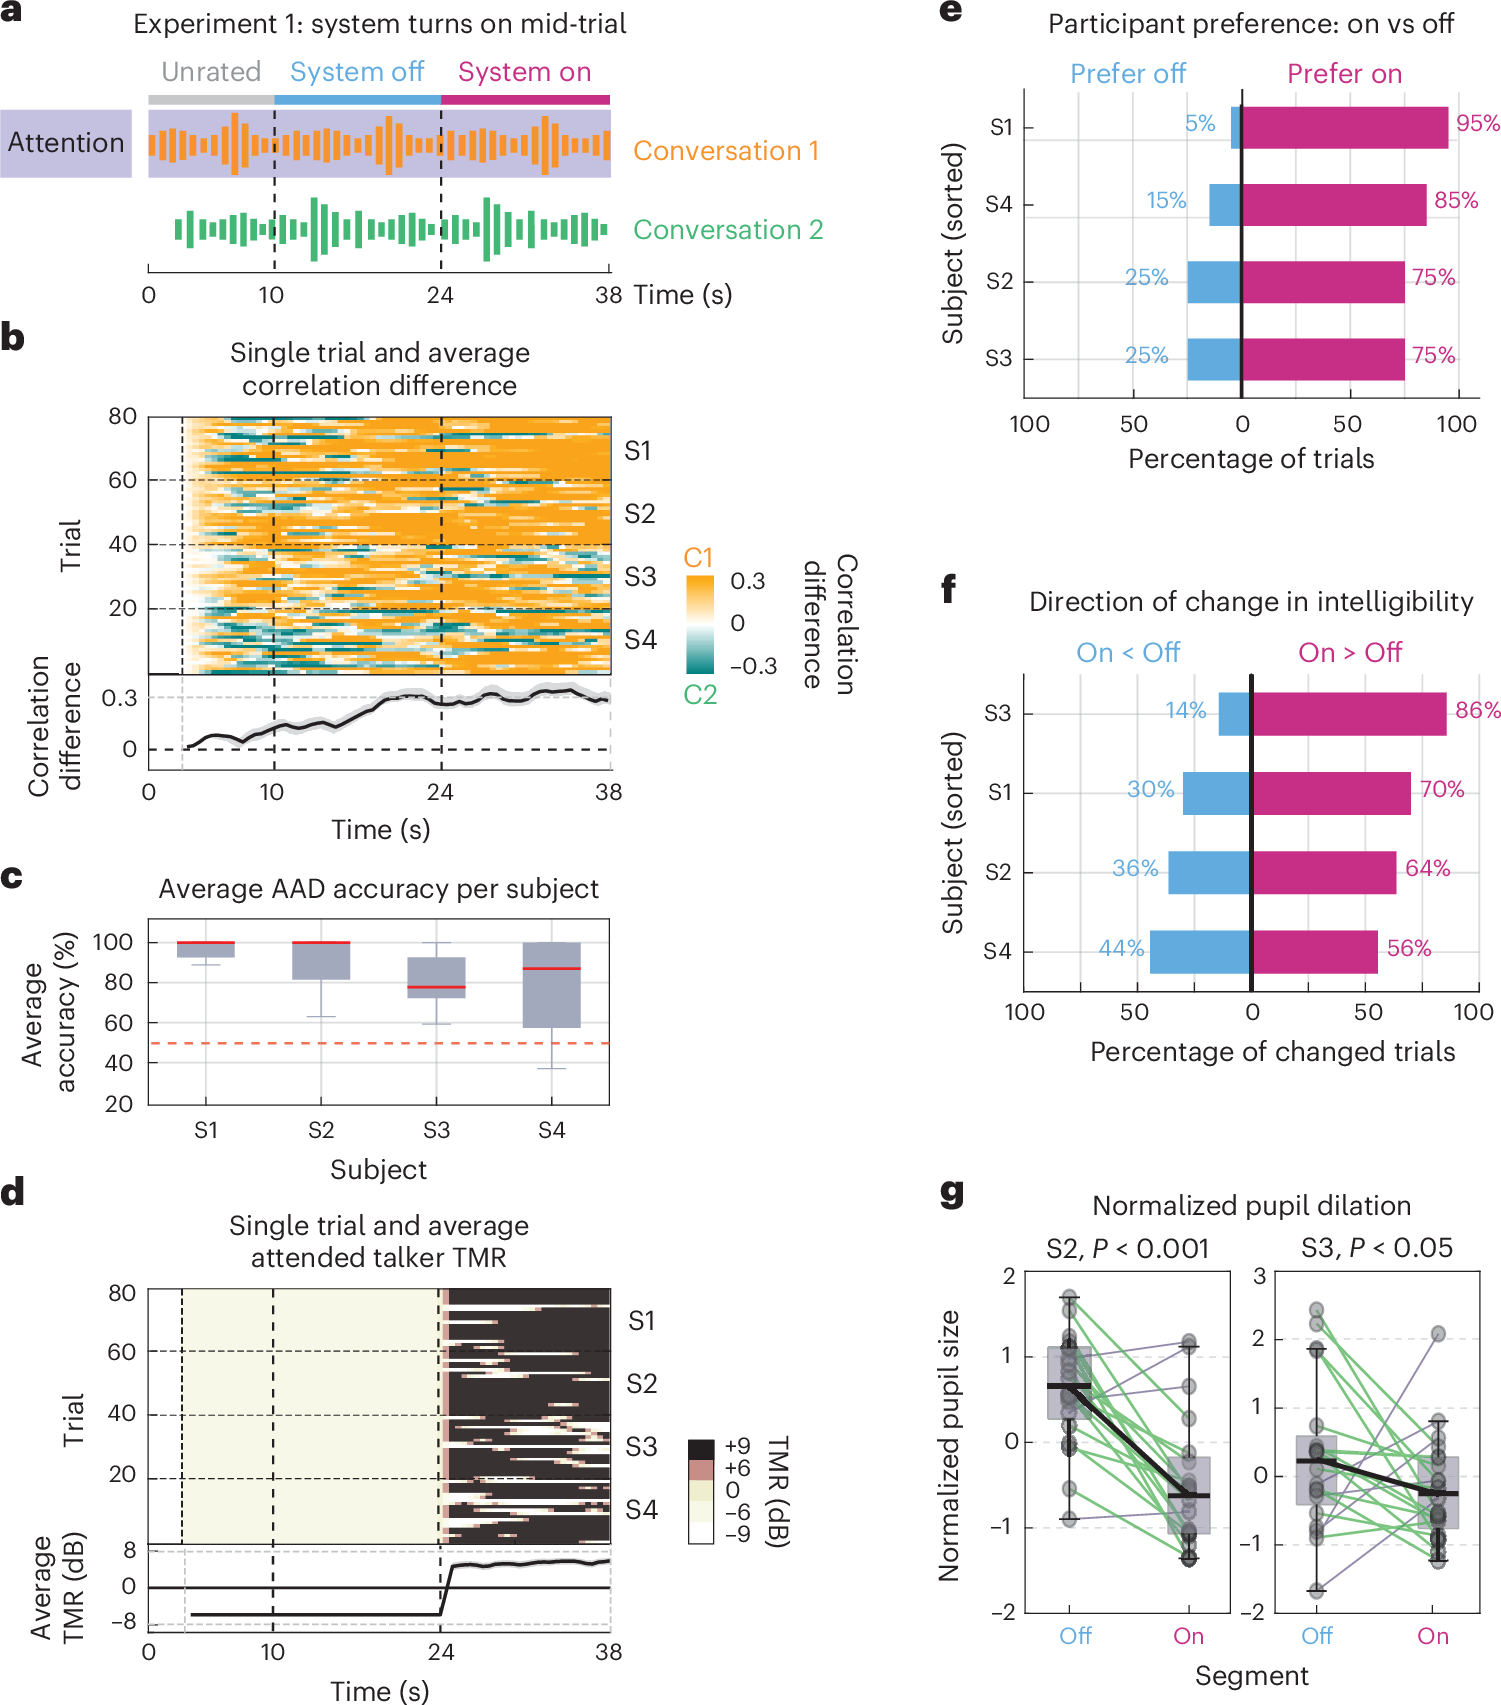 a
Experiment 1: system turns on mid-trial
Unrated
System off
System on
Attention
Conversation 1
Conversation 2
0
10
24
38
Time (s)
b
Single trial and average
correlation difference
80
60
40
20
Trial
S1
S2
S3
S4
C1
0.3
0
−0.3
C2
Correlation
difference
Correlation
difference
0.3
0
0
10
24
38
Time (s)
c
Average AAD accuracy per subject
Average
accuracy (%)
100
80
60
40
20
S1
S2
S3
S4
Subject
d
Single trial and average
attended talker TMR
80
60
40
20
Trial
S1
S2
S3
S4
+9
+6
0
−6
−9
TMR (dB)
Average
TMR (dB)
8
0
−8
0
10
24
38
Time (s)
e
Participant preference: on vs off
Prefer off
Prefer on
Subject (sorted)
S1
5%
95%
S4
15%
85%
S2
25%
75%
S3
25%
75%
100
50
0
50
100
Percentage of trials
f
Direction of change in intelligibility
On < Off
On > Off
Subject (sorted)
S3
14%
86%
S1
30%
70%
S2
36%
64%
S4
44%
56%
100
50
0
50
100
Percentage of changed trials
g
Normalized pupil dilation
S2, P < 0.001
S3, P < 0.05
Normalized pupil size
2
1
0
−1
−2
3
2
1
0
−1
−2
Off
On
Off
On
Segment